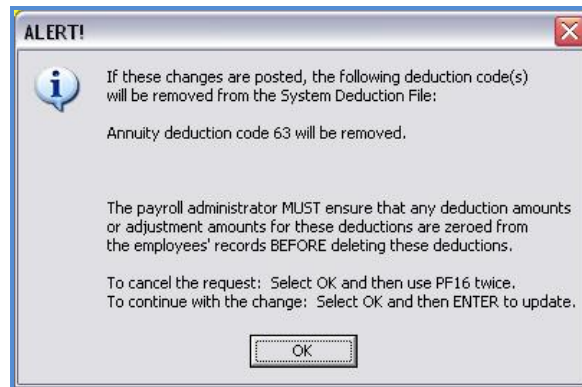 ALERT!
If these changes are posted, the following deduction code(s)
will be removed from the System Deduction File:
Annuity deduction code 63 will be removed.
The payroll administrator MUST ensure that any deduction amounts
or adjustment amounts for these deductions are zeroed from
the employees' records BEFORE deleting these deductions.
To cancel the request: Select OK and then use PF16 twice.
To continue with the change: Select OK and then ENTER to update.
OK